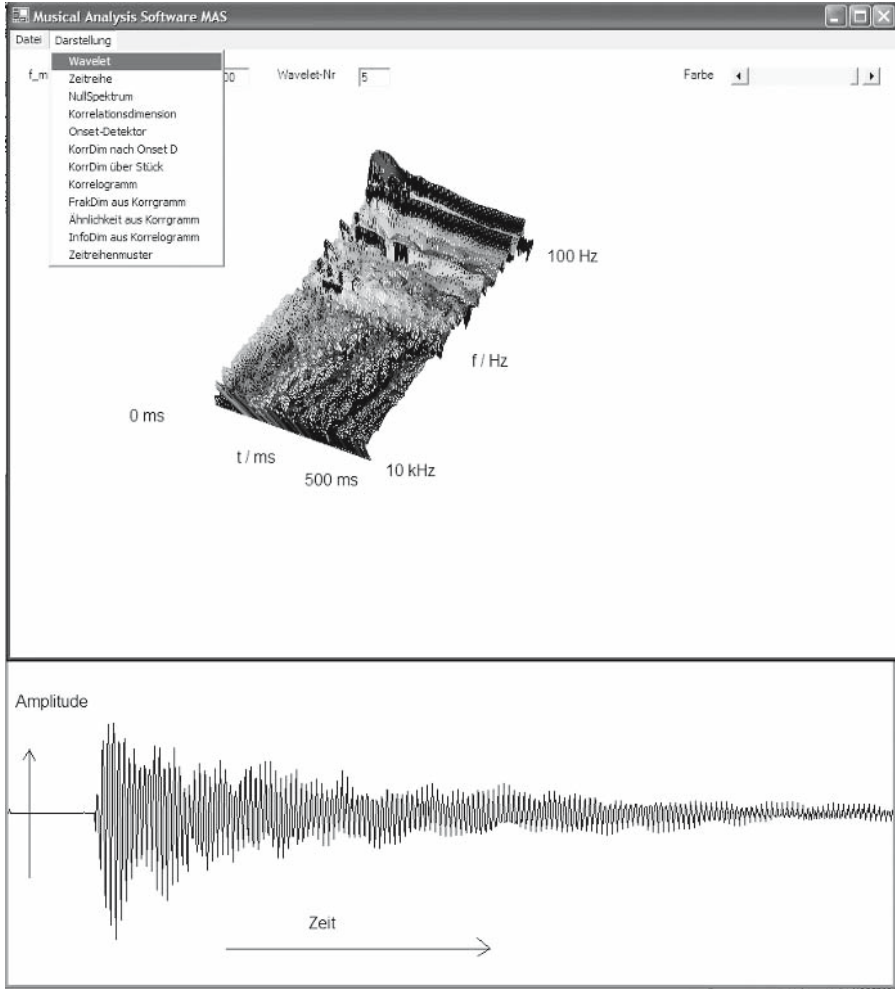 Musical Analysis Software MAS
Datei Darstellung
f_m 00 Wavelet-Nr 5 Farbe
Wavelet
Zeitreihe
NullSpektrum
Korrelationsdimension
Onset-Detektor
KorrDim nach Onset D
KorrDim über Stück
Korrelogramm
FrakDim aus Korrgramm
Ähnlichkeit aus Korrgramm
InfoDim aus Korrelogramm
Zeitreihenmuster
100 Hz
f / Hz
0 ms
t / ms
500 ms
10 kHz
Amplitude
Zeit